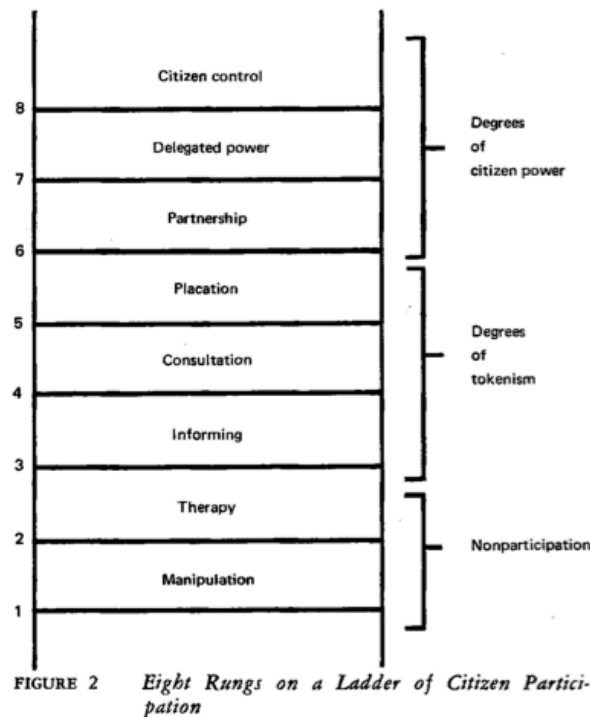 Citizen control
8
Delegated power
7
Partnership
6
Placation
5
Consultation
4
Informing
3
Therapy
2
Manipulation
1
Degrees
of
citizen power
Degrees
of
tokenism
Nonparticipation
FIGURE 2 Eight Rungs on a Ladder of Citizen Partici-
pation